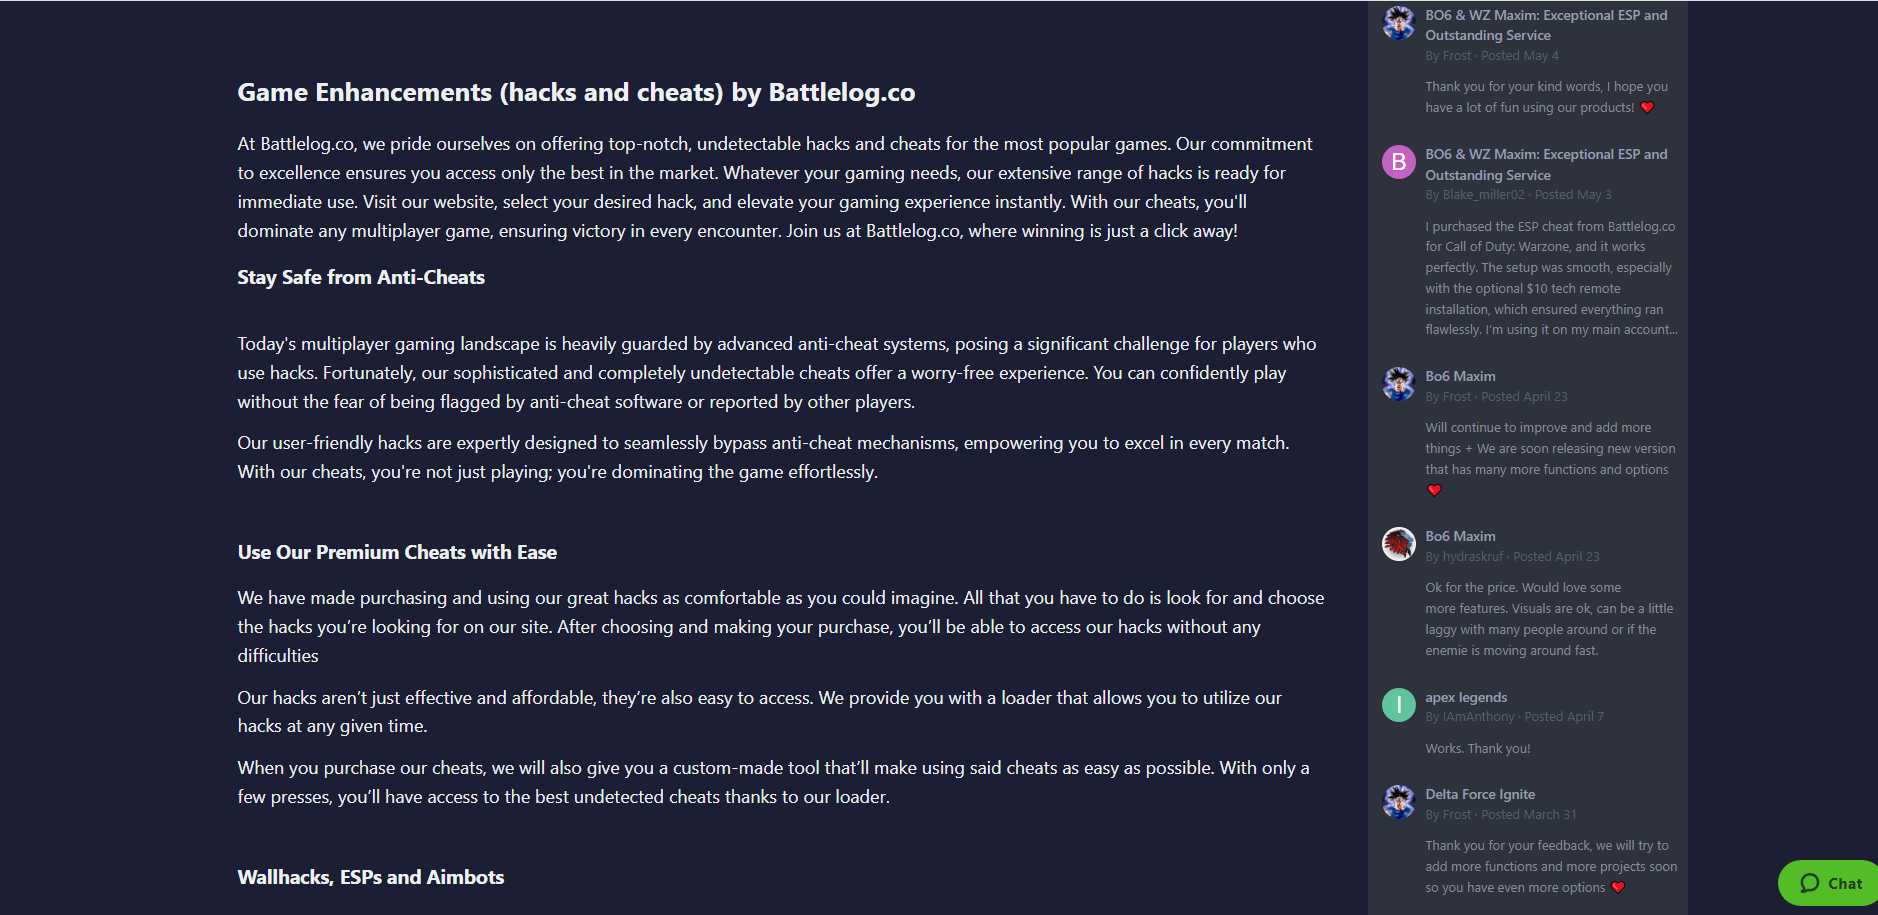 Game Enhancements (hacks and cheats) by Battlelog.co
At Battlelog.co, we pride ourselves on offering top-notch, undetectable hacks and cheats for the most popular games. Our commitment
to excellence ensures you access only the best in the market. Whatever your gaming needs, our extensive range of hacks is ready for
immediate use. Visit our website, select your desired hack, and elevate your gaming experience instantly. With our cheats, you'll
dominate any multiplayer game, ensuring victory in every encounter. Join us at Battlelog.co, where winning is just a click away!
Stay Safe from Anti-Cheats
Today's multiplayer gaming landscape is heavily guarded by advanced anti-cheat systems, posing a significant challenge for players who
use hacks. Fortunately, our sophisticated and completely undetectable cheats offer a worry-free experience. You can confidently play
without the fear of being flagged by anti-cheat software or reported by other players.
Our user-friendly hacks are expertly designed to seamlessly bypass anti-cheat mechanisms, empowering you to excel in every match.
With our cheats, you're not just playing; you're dominating the game effortlessly.
Use Our Premium Cheats with Ease
We have made purchasing and using our great hacks as comfortable as you could imagine. All that you have to do is look for and choose
the hacks you’re looking for on our site. After choosing and making your purchase, you’ll be able to access our hacks without any
difficulties
Our hacks aren’t just effective and affordable, they’re also easy to access. We provide you with a loader that allows you to utilize our
hacks at any given time.
When you purchase our cheats, we will also give you a custom-made tool that’ll make using said cheats as easy as possible. With only a
few presses, you’ll have access to the best undetected cheats thanks to our loader.
Wallhacks, ESPs and Aimbots
BO6 & WZ Maxim: Exceptional ESP and
Outstanding Service
By Frost · Posted May 4
Thank you for your kind words, I hope you
have a lot of fun using our products! ❤️
B
BO6 & WZ Maxim: Exceptional ESP and
Outstanding Service
By Blake_miller02 · Posted May 3
I purchased the ESP cheat from Battlelog.co
for Call of Duty: Warzone, and it works
perfectly. The setup was smooth, especially
with the optional $10 tech remote
installation, which ensured everything ran
flawlessly. I'm using it on my main account...
Bo6 Maxim
By Frost · Posted April 23
Will continue to improve and add more
things + We are soon releasing new version
that has many more functions and options
❤️
Bo6 Maxim
By hydraskruf · Posted April 23
Ok for the price. Would love some
more features. Visuals are ok, can be a little
laggy with many people around or if the
enemie is moving around fast.
I
apex legends
By IAmAnthony · Posted April 7
Works. Thank you!
Delta Force Ignite
By Frost · Posted March 31
Thank you for your feedback, we will try to
add more functions and more projects soon
so you have even more options ❤️
Chat